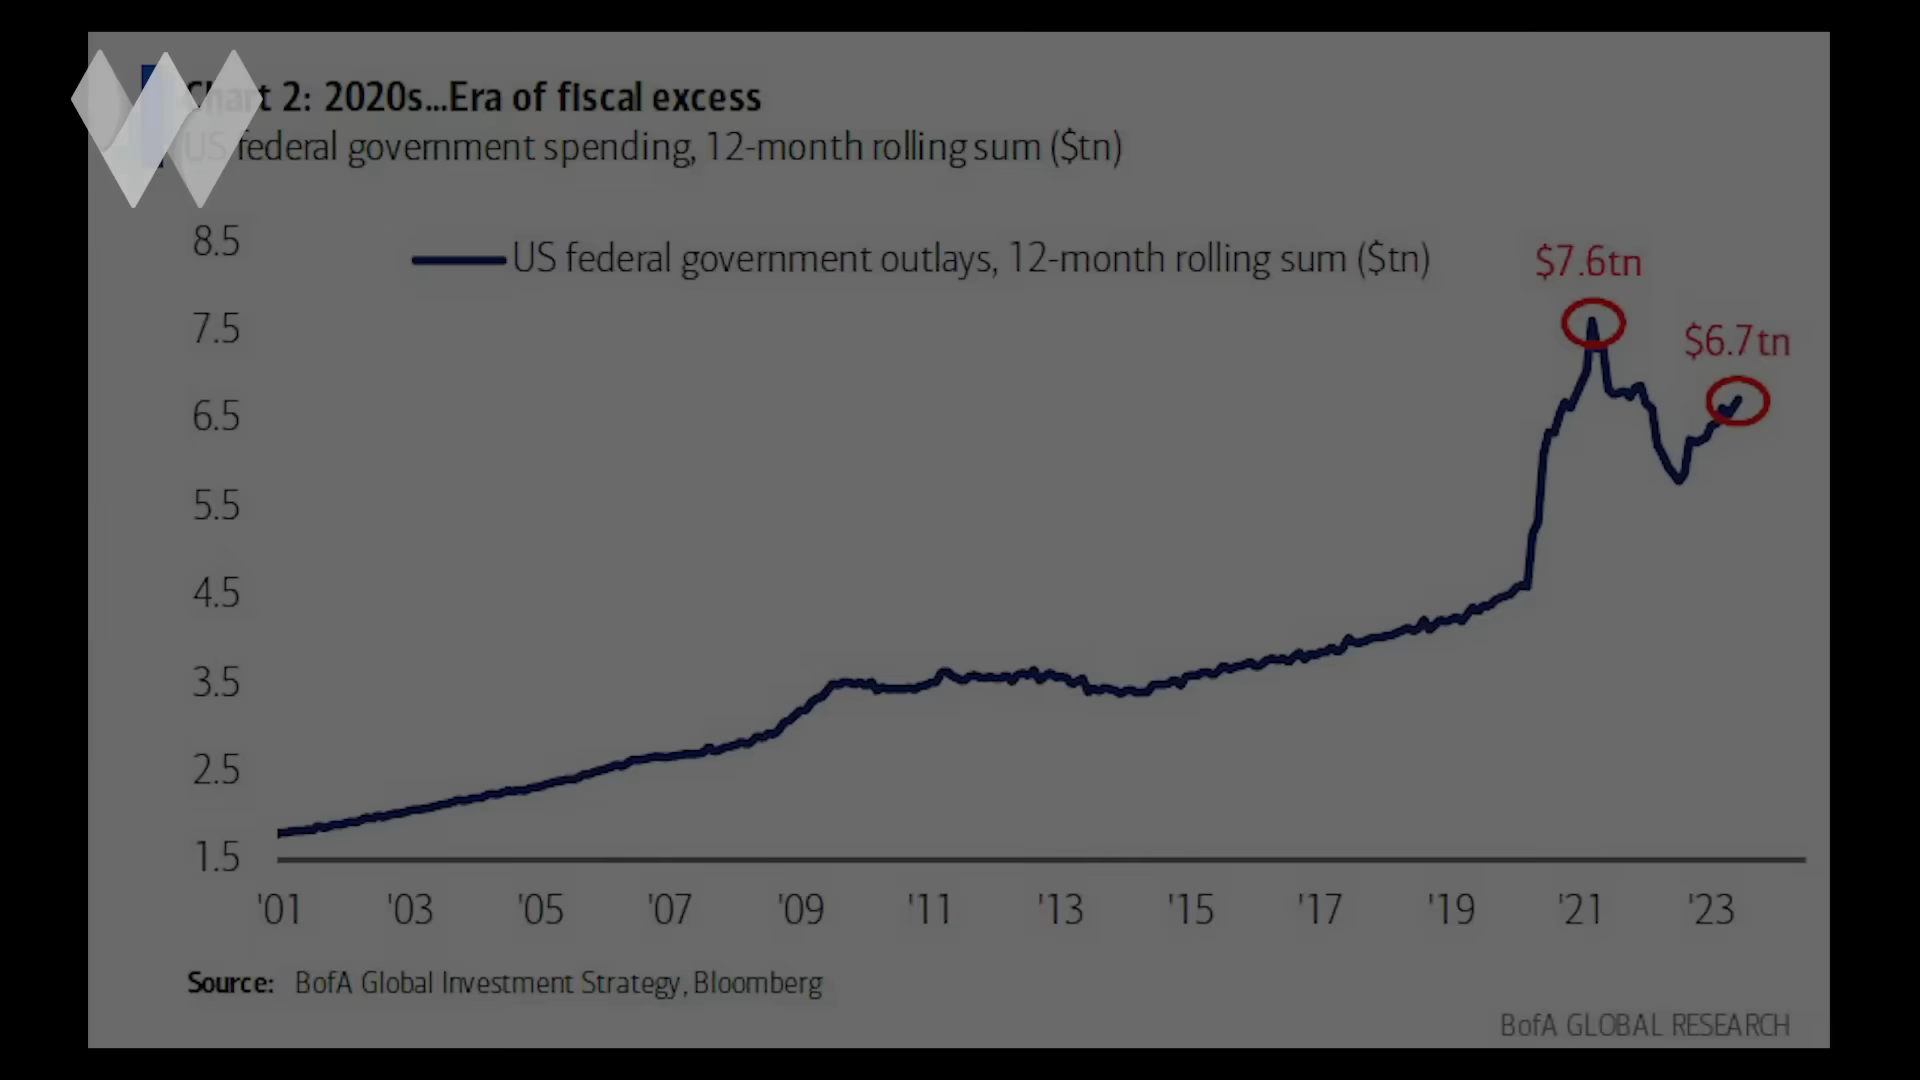 Chart 2: 2020s...Era of fiscal excess
US federal government spending, 12-month rolling sum ($tn)
8.5
US federal government outlays, 12-month rolling sum ($tn)
$7.6tn
7.5
$6.7tn
6.5
5.5
4.5
3.5
2.5
1.5
'01 '03 '05 '07 '09 '11 '13 '15 '17 '19 '21 '23
Source: BofA Global Investment Strategy, Bloomberg
BofA GLOBAL RESEARCH